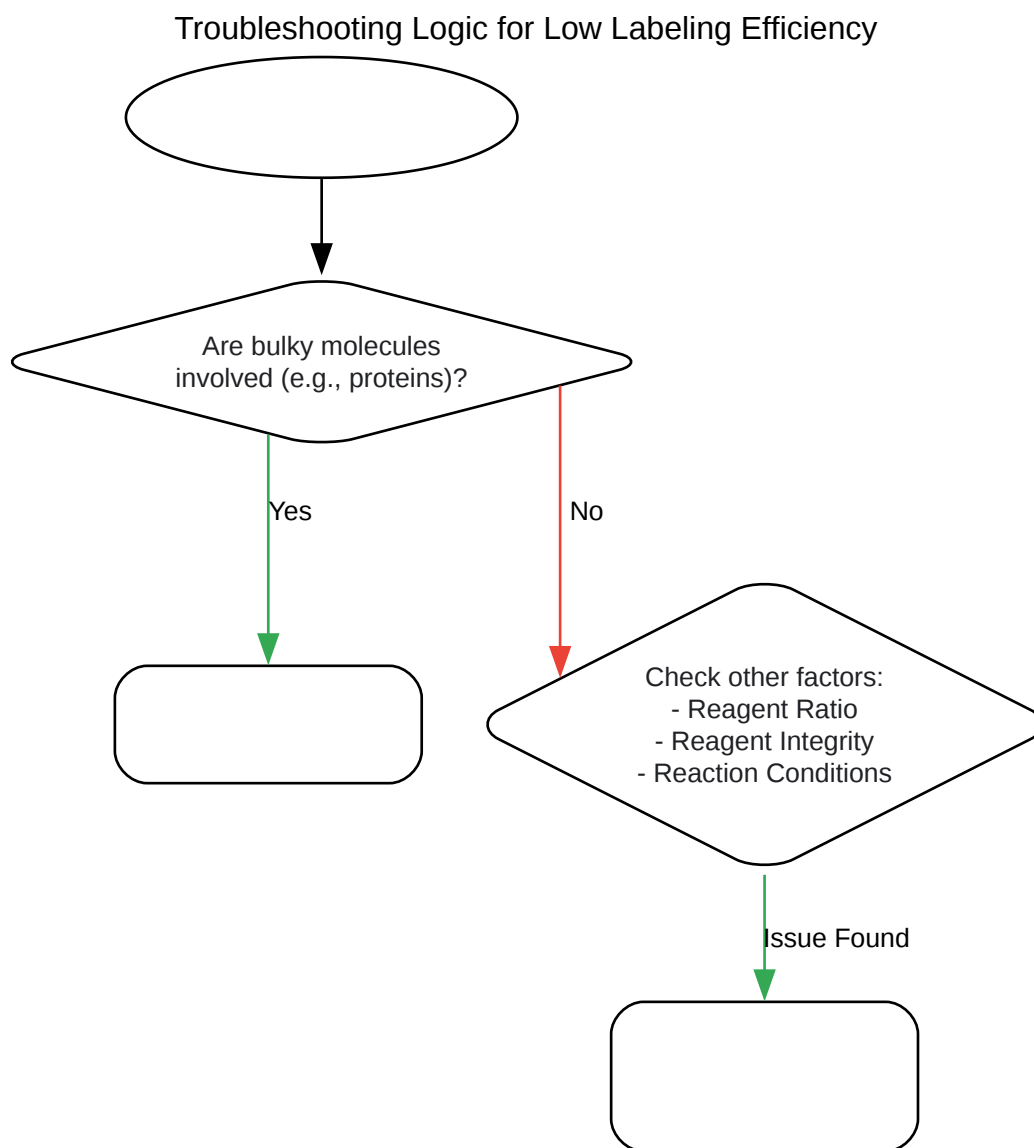 Troubleshooting Logic for Low Labeling Efficiency
Are bulky molecules
involved (e.g., proteins)?
Yes
No
Check other factors:
- Reagent Ratio
- Reagent Integrity
- Reaction Conditions
Issue Found